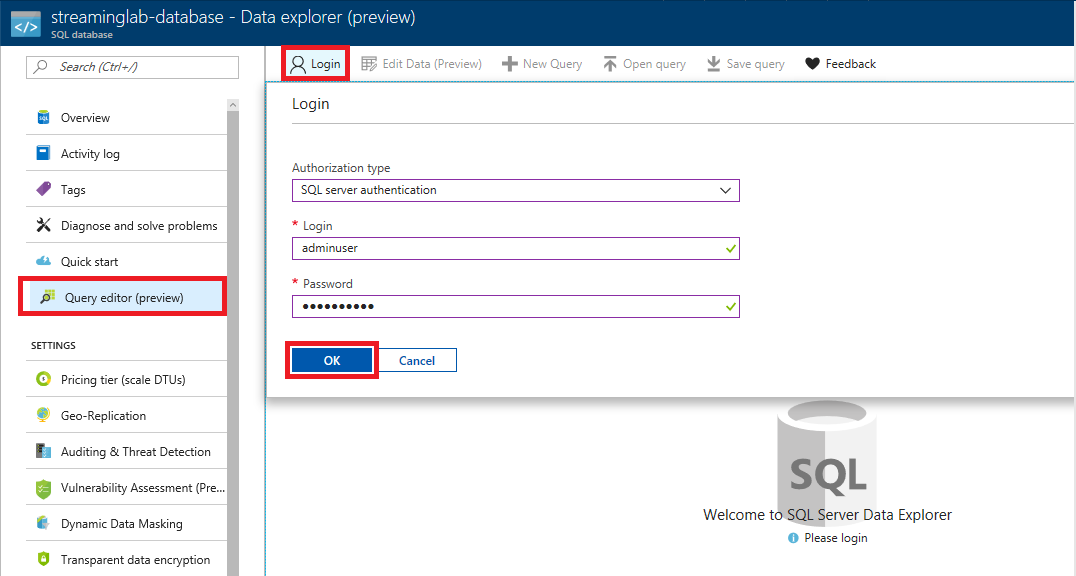 streaminglab-database - Data explorer (preview)
SQL database
Search (Ctrl+/)
Overview
Activity log
Tags
Diagnose and solve problems
Quick start
Query editor (preview)
SETTINGS
Pricing tier (scale DTUs)
Geo-Replication
Auditing & Threat Detection
Vulnerability Assessment (Pre...
Dynamic Data Masking
Transparent data encryption
Login Edit Data (Preview) New Query Open query Save query Feedback
Login
Authorization type
SQL server authentication
* Login
adminuser
* Password
••••••••••
OK Cancel
SQL
Welcome to SQL Server Data Explorer
Please login